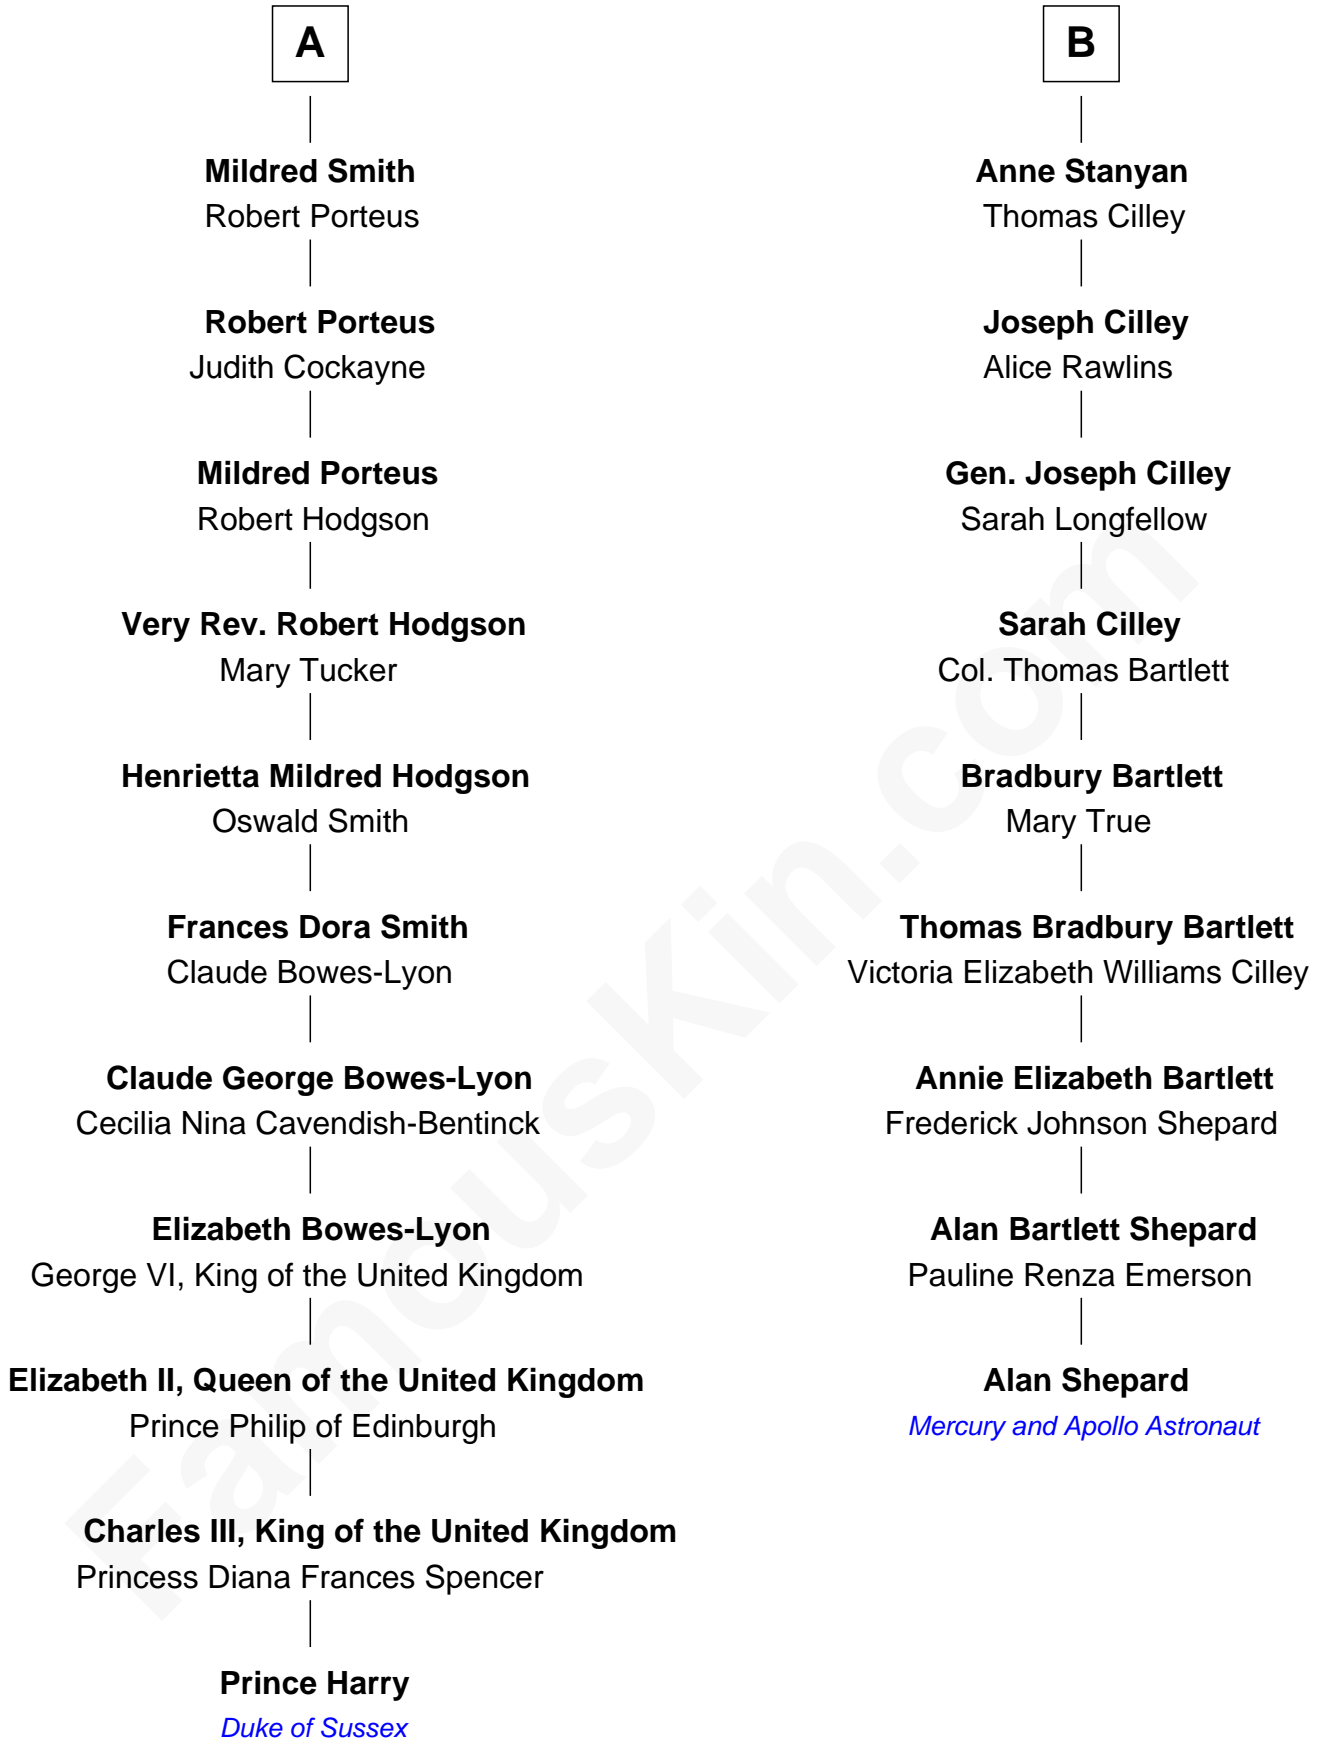 A
Mildred Smith
Robert Porteus
Robert Porteus
Judith Cockayne
Mildred Porteus
Robert Hodgson
Very Rev. Robert Hodgson
Mary Tucker
Henrietta Mildred Hodgson
Oswald Smith
Frances Dora Smith
Claude Bowes-Lyon
Claude George Bowes-Lyon
Cecilia Nina Cavendish-Bentinck
Elizabeth Bowes-Lyon
George VI, King of the United Kingdom
Elizabeth II, Queen of the United Kingdom
Prince Philip of Edinburgh
Charles III, King of the United Kingdom
Princess Diana Frances Spencer
Prince Harry
Duke of Sussex
B
Anne Stanyan
Thomas Cilley
Joseph Cilley
Alice Rawlins
Gen. Joseph Cilley
Sarah Longfellow
Sarah Cilley
Col. Thomas Bartlett
Bradbury Bartlett
Mary True
Thomas Bradbury Bartlett
Victoria Elizabeth Williams Cilley
Annie Elizabeth Bartlett
Frederick Johnson Shepard
Alan Bartlett Shepard
Pauline Renza Emerson
Alan Shepard
Mercury and Apollo Astronaut
FamousKin.com